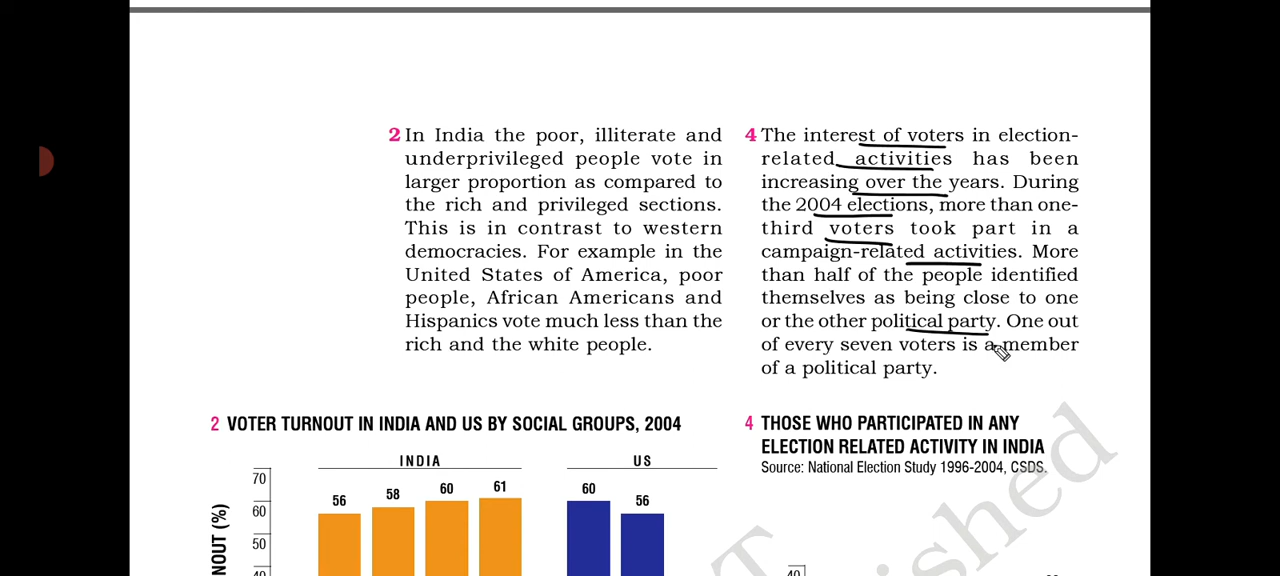 2 In India the poor, illiterate and
underprivileged people vote in
larger proportion as compared to
the rich and privileged sections.
This is in contrast to western
democracies. For example in the
United States of America, poor
people, African Americans and
Hispanics vote much less than the
rich and the white people.
4 The interest of voters in election-
related activities has been
increasing over the years. During
the 2004 elections, more than one-
third voters took part in a
campaign-related activities. More
than half of the people identified
themselves as being close to one
or the other political party. One out
of every seven voters is a member
of a political party.
2 VOTER TURNOUT IN INDIA AND US BY SOCIAL GROUPS, 2004
INDIA
US
70
60
50
40
56
58
60
61
60
56
4 THOSE WHO PARTICIPATED IN ANY
ELECTION RELATED ACTIVITY IN INDIA
Source: National Election Study 1996-2004, CSDS.
40